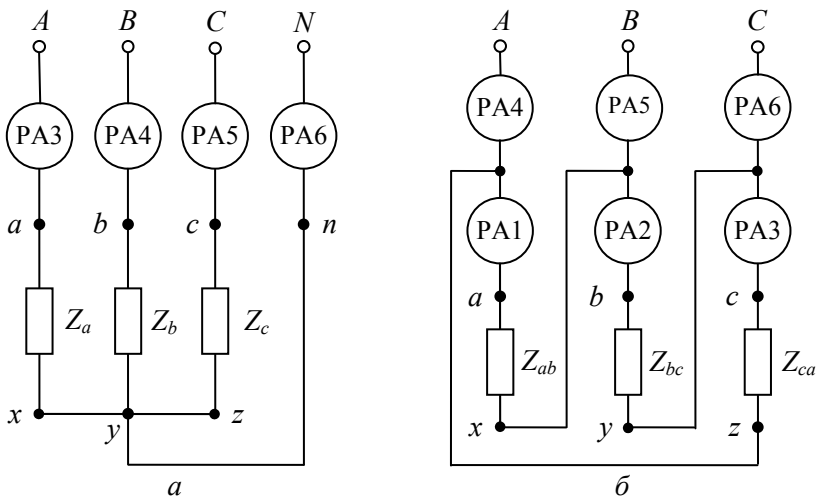 A B C N A B C
PA3 PA4 PA5 PA6 PA4 PA5 PA6
a b c n PA1 PA2 PA3
a b c
Z_a Z_b Z_c Z_ab Z_bc Z_ca
x y z x y z
а б